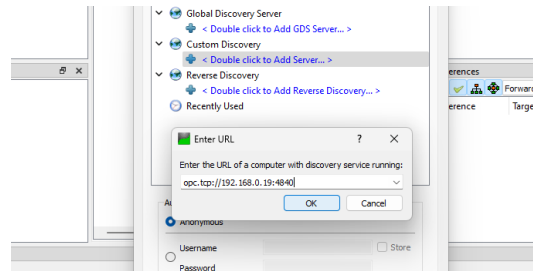 Global Discovery Server
< Double click to Add GDS Server... >
Custom Discovery
< Double click to Add Server... >
Reverse Discovery
< Double click to Add Reverse Discovery... >
Recently Used
erences
Forward
erence Targe
Enter URL
Enter the URL of a computer with discovery service running:
opc.tcp://192.168.0.19:4840
OK Cancel
Au
Anonymous
Username Store
Password